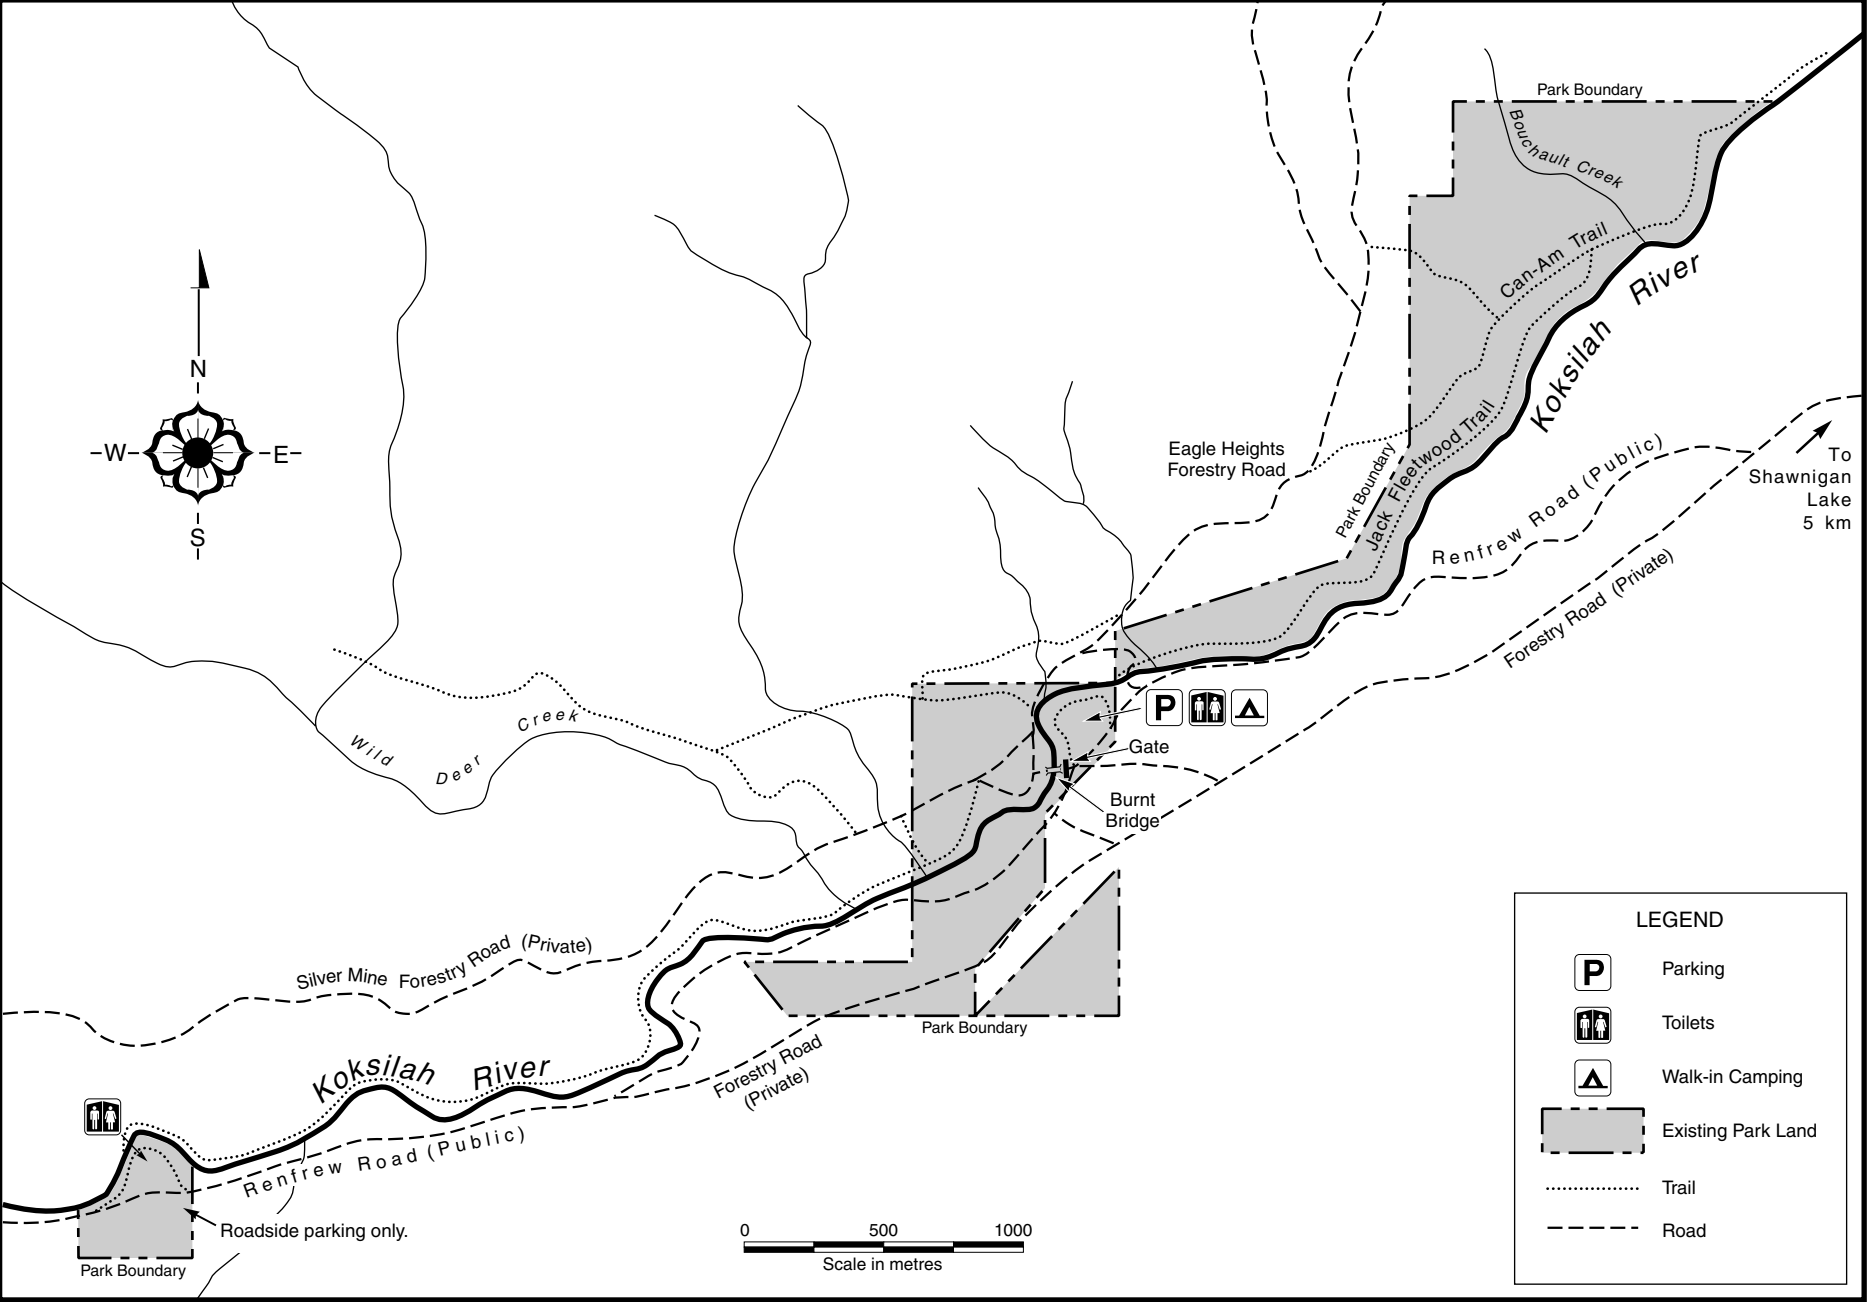 Park Boundary
Bouchault Creek
Can-Am Trail
Koksilah River
N
W
E
S
Eagle Heights
Forestry Road
Park Boundary
Jack Fleetwood Trail
Renfrew Road (Public)
To
Shawnigan
Lake
5 km
Forestry Road (Private)
Wild Deer Creek
P
Gate
Burnt
Bridge
Silver Mine Forestry Road (Private)
Park Boundary
Forestry Road
(Private)
Koksilah River
Renfrew Road (Public)
Roadside parking only.
Park Boundary
0 500 1000
Scale in metres
LEGEND
P Parking
Toilets
Walk-in Camping
Existing Park Land
Trail
Road